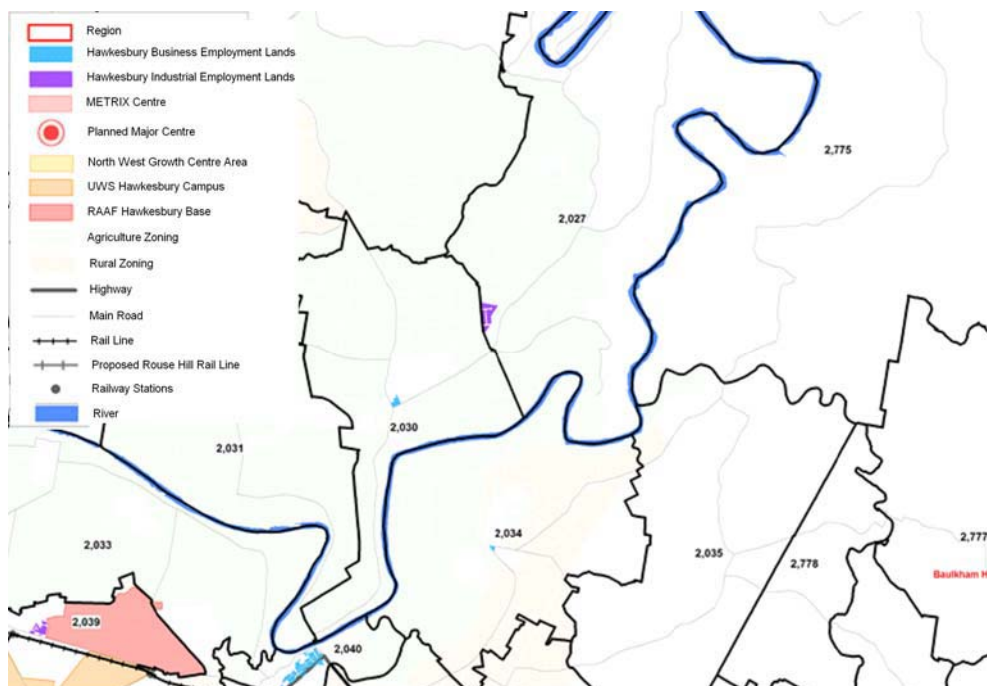 Region
Hawkesbury Business Employment Lands
Hawkesbury Industrial Employment Lands
METRIX Centre
Planned Major Centre
North West Growth Centre Area
UWS Hawkesbury Campus
RAAF Hawkesbury Base
Agriculture Zoning
Rural Zoning
Highway
Main Road
Rail Line
Proposed Rouse Hill Rail Line
Railway Stations
River
2,775
2,027
2,030
2,031
2,034
2,033
2,035
2,777
2,778
Baulkham H
2,039
2,040